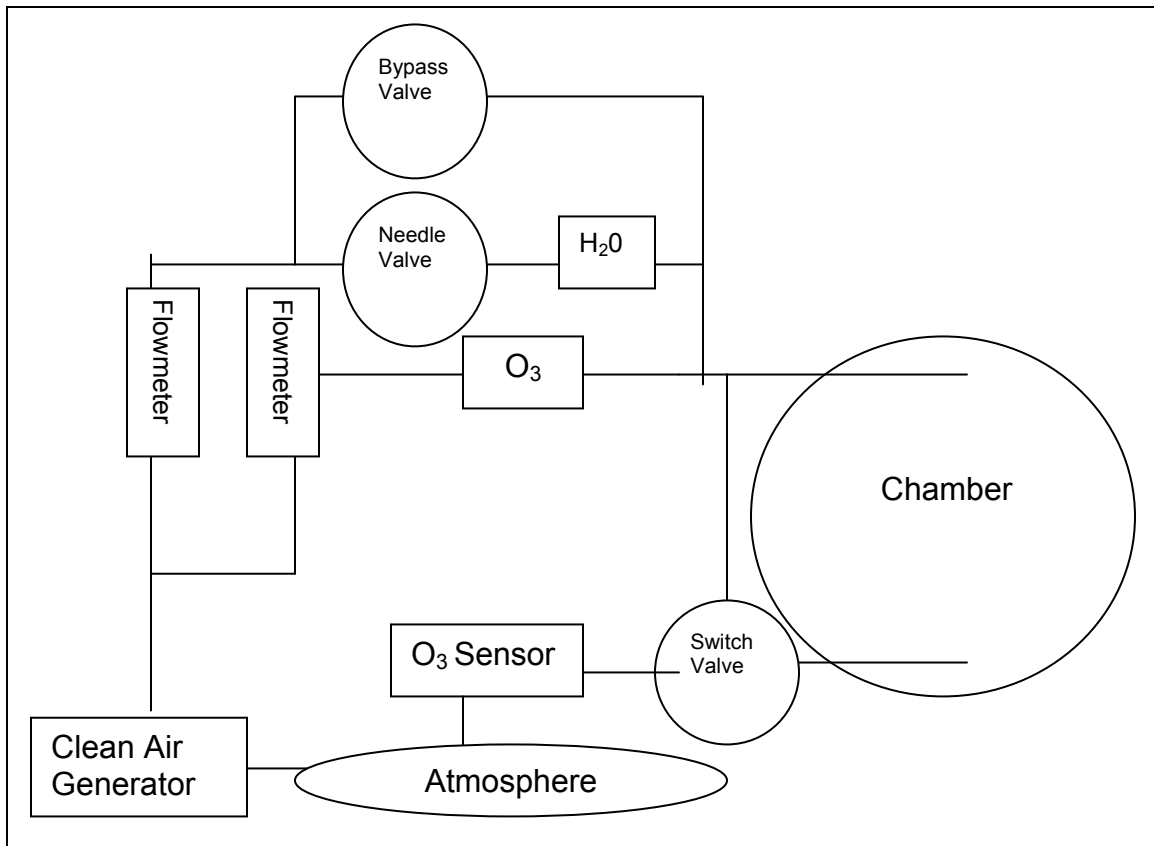 Bypass
Valve
Needle
Valve
H₂0
Flowmeter
Flowmeter
O₃
Chamber
O₃ Sensor
Switch
Valve
Clean Air
Generator
Atmosphere